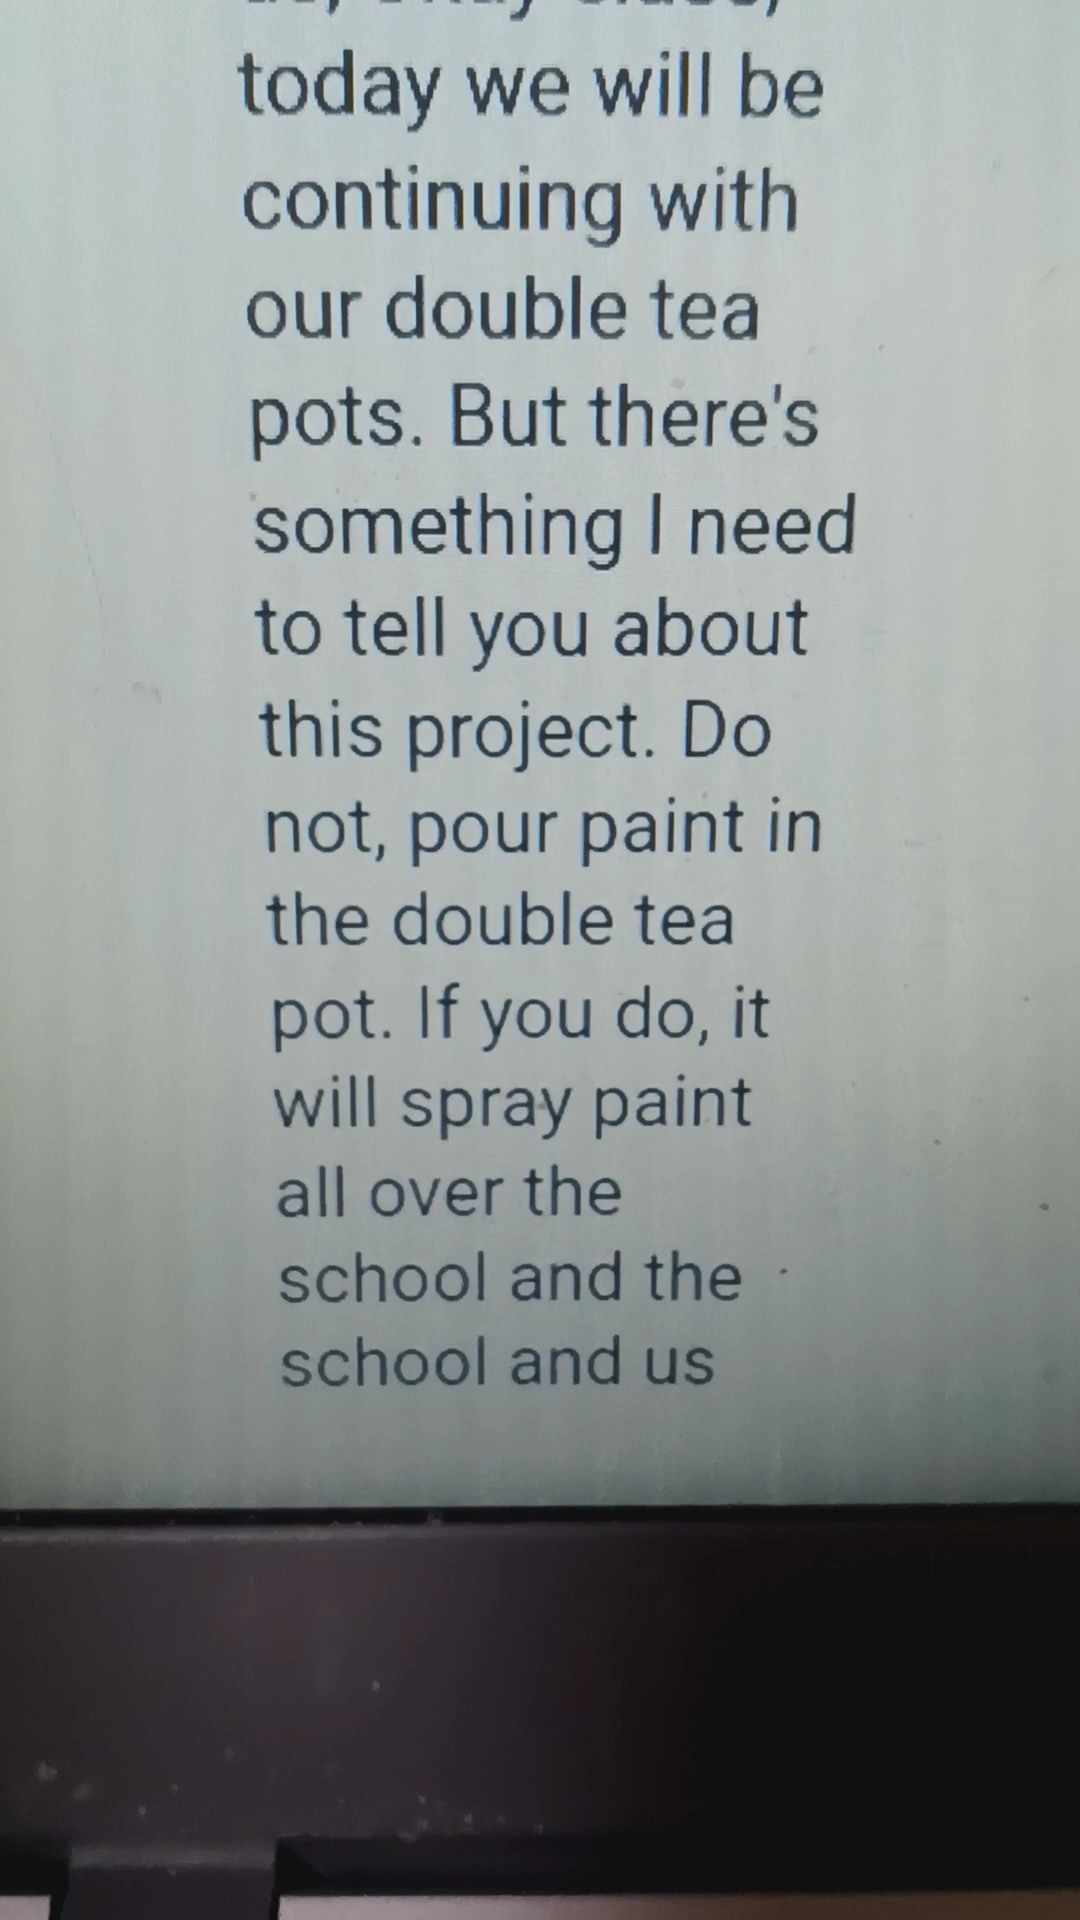 today we will be
continuing with
our double tea
pots. But there's
something I need
to tell you about
this project. Do
not, pour paint in
the double tea
pot. If you do, it
will spray paint
all over the
school and the
school and us